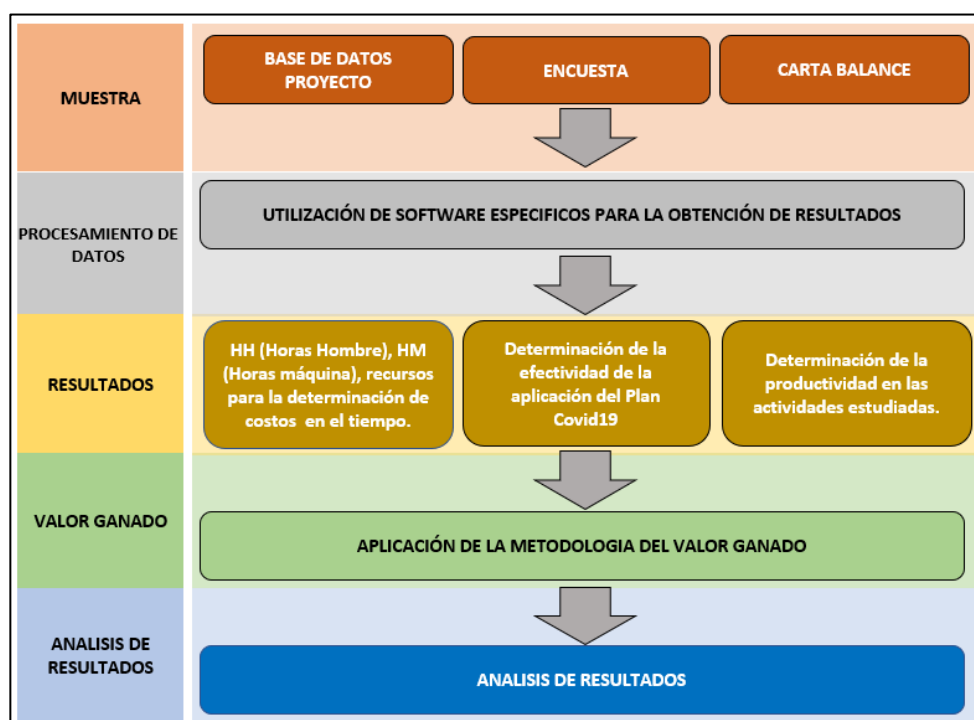 MUESTRA
BASE DE DATOS
PROYECTO
ENCUESTA
CARTA BALANCE
PROCESAMIENTO DE
DATOS
UTILIZACIÓN DE SOFTWARE ESPECIFICOS PARA LA OBTENCIÓN DE RESULTADOS
RESULTADOS
HH (Horas Hombre), HM
(Horas máquina), recursos
para la determinación de
costos en el tiempo.
Determinación de la
efectividad de la
aplicación del Plan
Covid19
Determinación de la
productividad en las
actividades estudiadas.
VALOR GANADO
APLICACIÓN DE LA METODOLOGIA DEL VALOR GANADO
ANALISIS DE
RESULTADOS
ANALISIS DE RESULTADOS